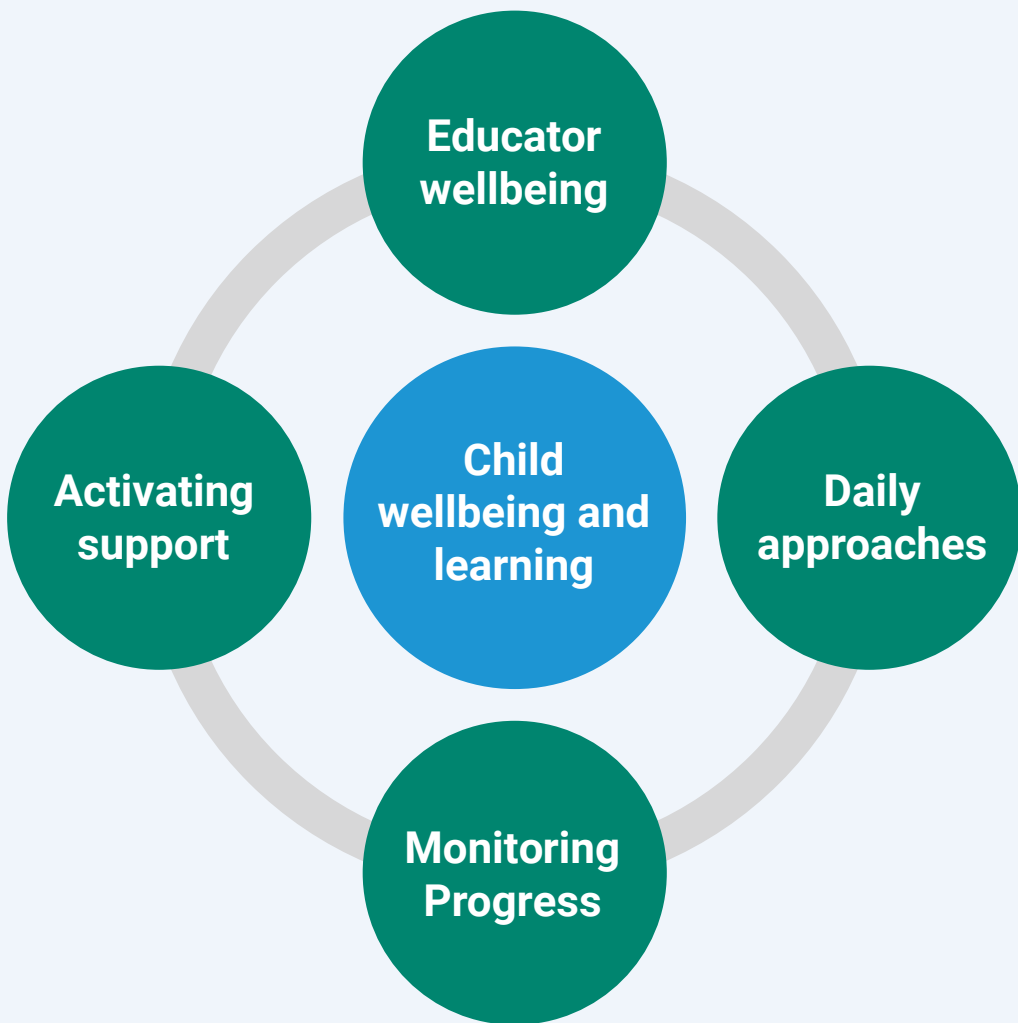 Educator
wellbeing
Activating
support
Child
wellbeing and
learning
Daily
approaches
Monitoring
Progress